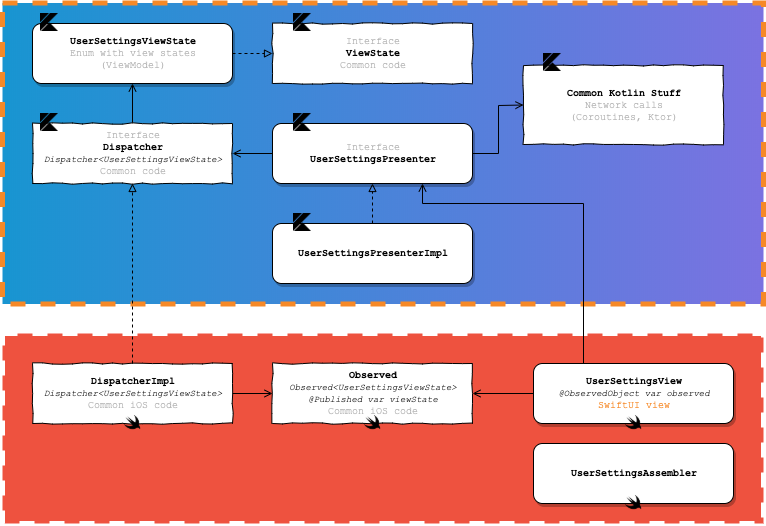 UserSettingsViewState
Enum with view states
(ViewModel)
Interface
ViewState
Common code
Common Kotlin Stuff
Network calls
(Coroutines, Ktor)
Interface
Dispatcher
Dispatcher<UserSettingsViewState>
Common code
Interface
UserSettingsPresenter
UserSettingsPresenterImpl
DispatcherImpl
Dispatcher<UserSettingsViewState>
Common iOS code
Observed
Observed<UserSettingsViewState>
@Published var viewState
Common iOS code
UserSettingsView
@ObservedObject var observed
SwiftUI view
UserSettingsAssembler